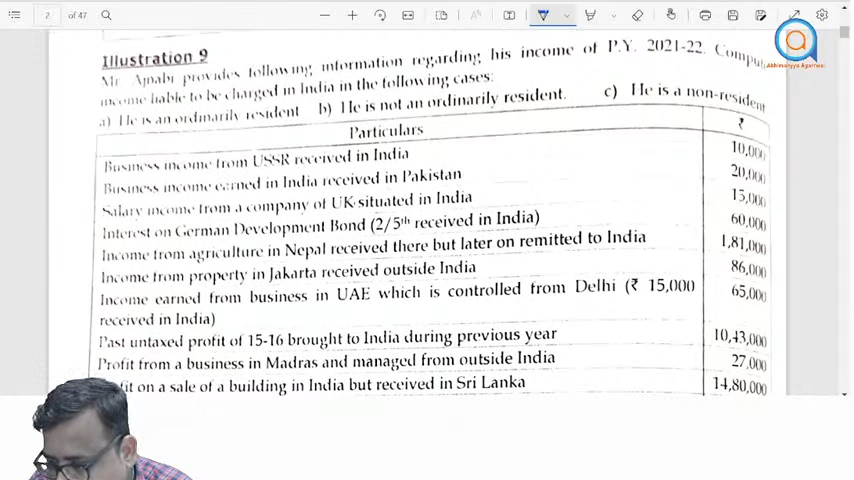 2 of 47
Abhimanyyu Agarwal
Illustration 9
Mr. Ajnabi provides following information regarding his income of P.Y. 2021-22.
income liable to be charged in India in the following cases:
a) He is an ordinarily resident b) He is not an ordinarily resident. c) He is a non-resident
Particulars ₹
Business income from USSR received in India 10,000
Business income earned in India received in Pakistan 20,000
Salary income from a company of UK situated in India 15,000
Interest on German Development Bond (2/5th received in India) 60,000
Income from agriculture in Nepal received there but later on remitted to India 1,81,000
Income from property in Jakarta received outside India 86,000
Income earned from business in UAE which is controlled from Delhi (₹ 15,000 65,000
received in India)
Past untaxed profit of 15-16 brought to India during previous year 10,43,000
Profit from a business in Madras and managed from outside India 27,000
on a sale of a building in India but received in Sri Lanka 14,80,000